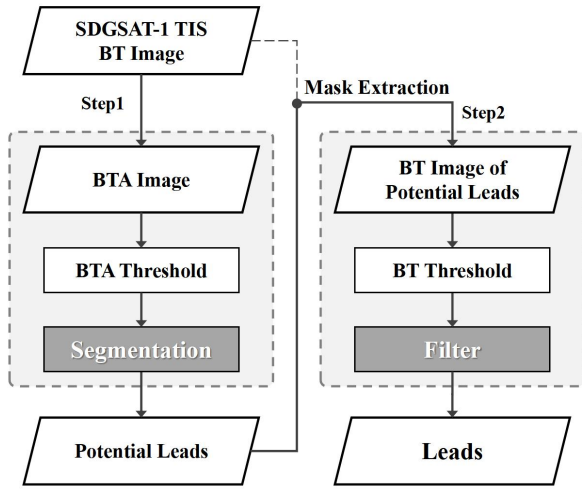 SDGSAT-1 TIS
BT Image
Step1
Mask Extraction
Step2
BTA Image
BTA Threshold
Segmentation
Potential Leads
BT Image of
Potential Leads
BT Threshold
Filter
Leads